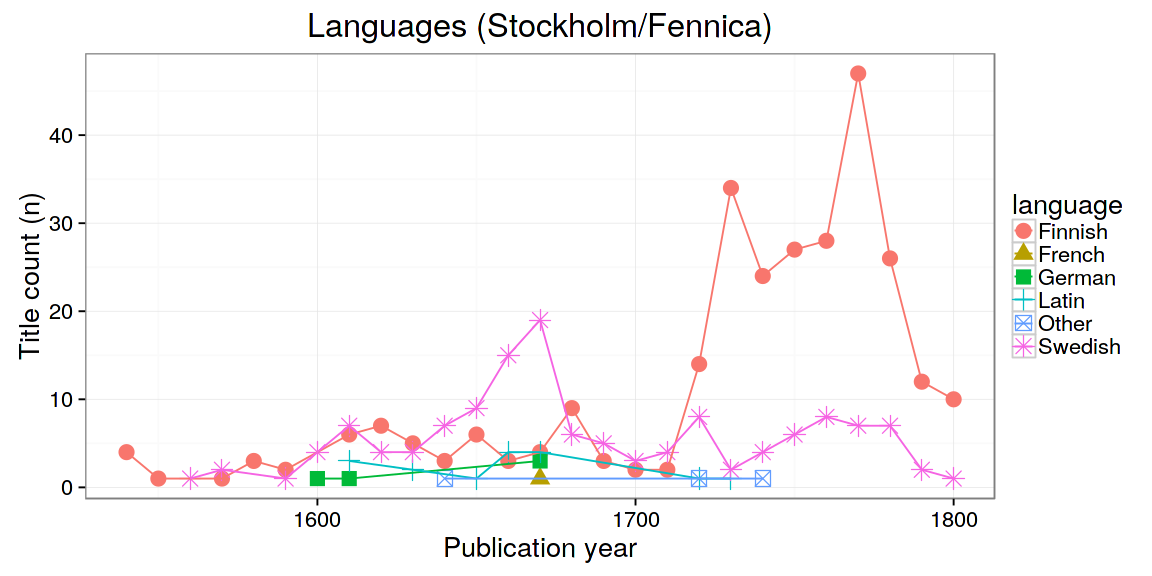 Languages (Stockholm/Fennica)
Title count (n)
40
30
20
10
0
1600
1700
1800
Publication year
language
Finnish
French
German
Latin
Other
Swedish